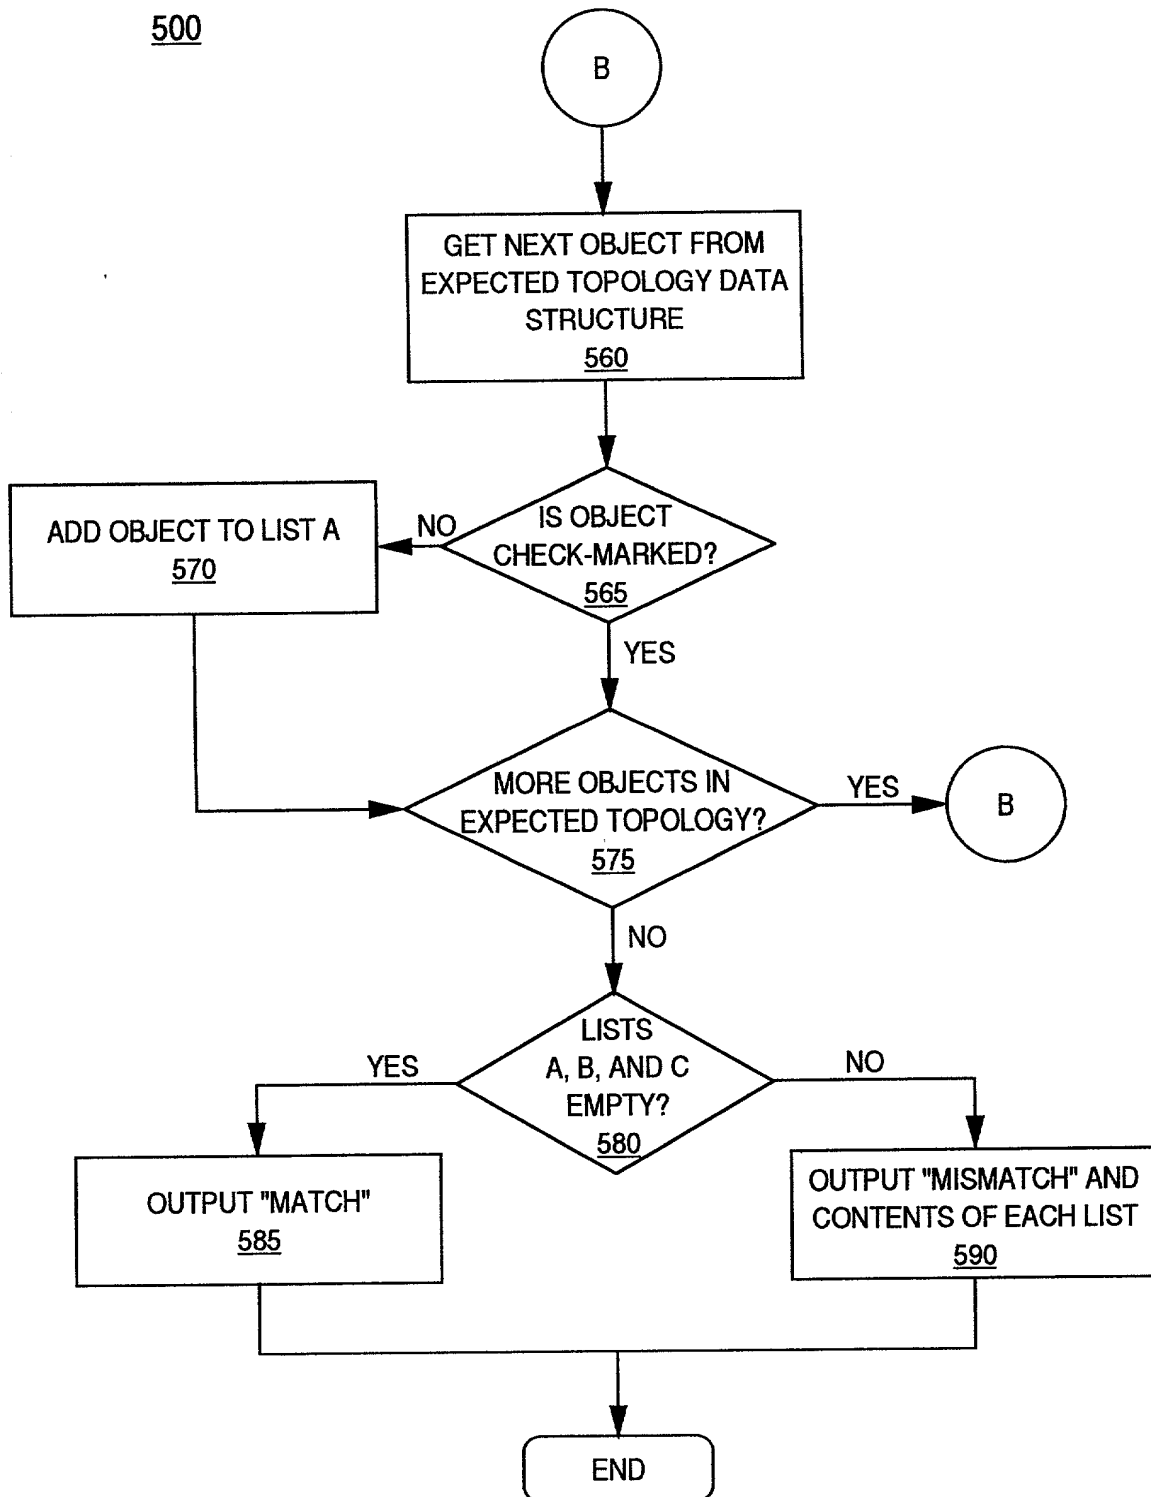 500
B
GET NEXT OBJECT FROM
EXPECTED TOPOLOGY DATA
STRUCTURE
560
IS OBJECT
CHECK-MARKED?
565
NO
ADD OBJECT TO LIST A
570
YES
MORE OBJECTS IN
EXPECTED TOPOLOGY?
575
YES
B
NO
LISTS
A, B, AND C
EMPTY?
580
YES
NO
OUTPUT "MATCH"
585
OUTPUT "MISMATCH" AND
CONTENTS OF EACH LIST
590
END